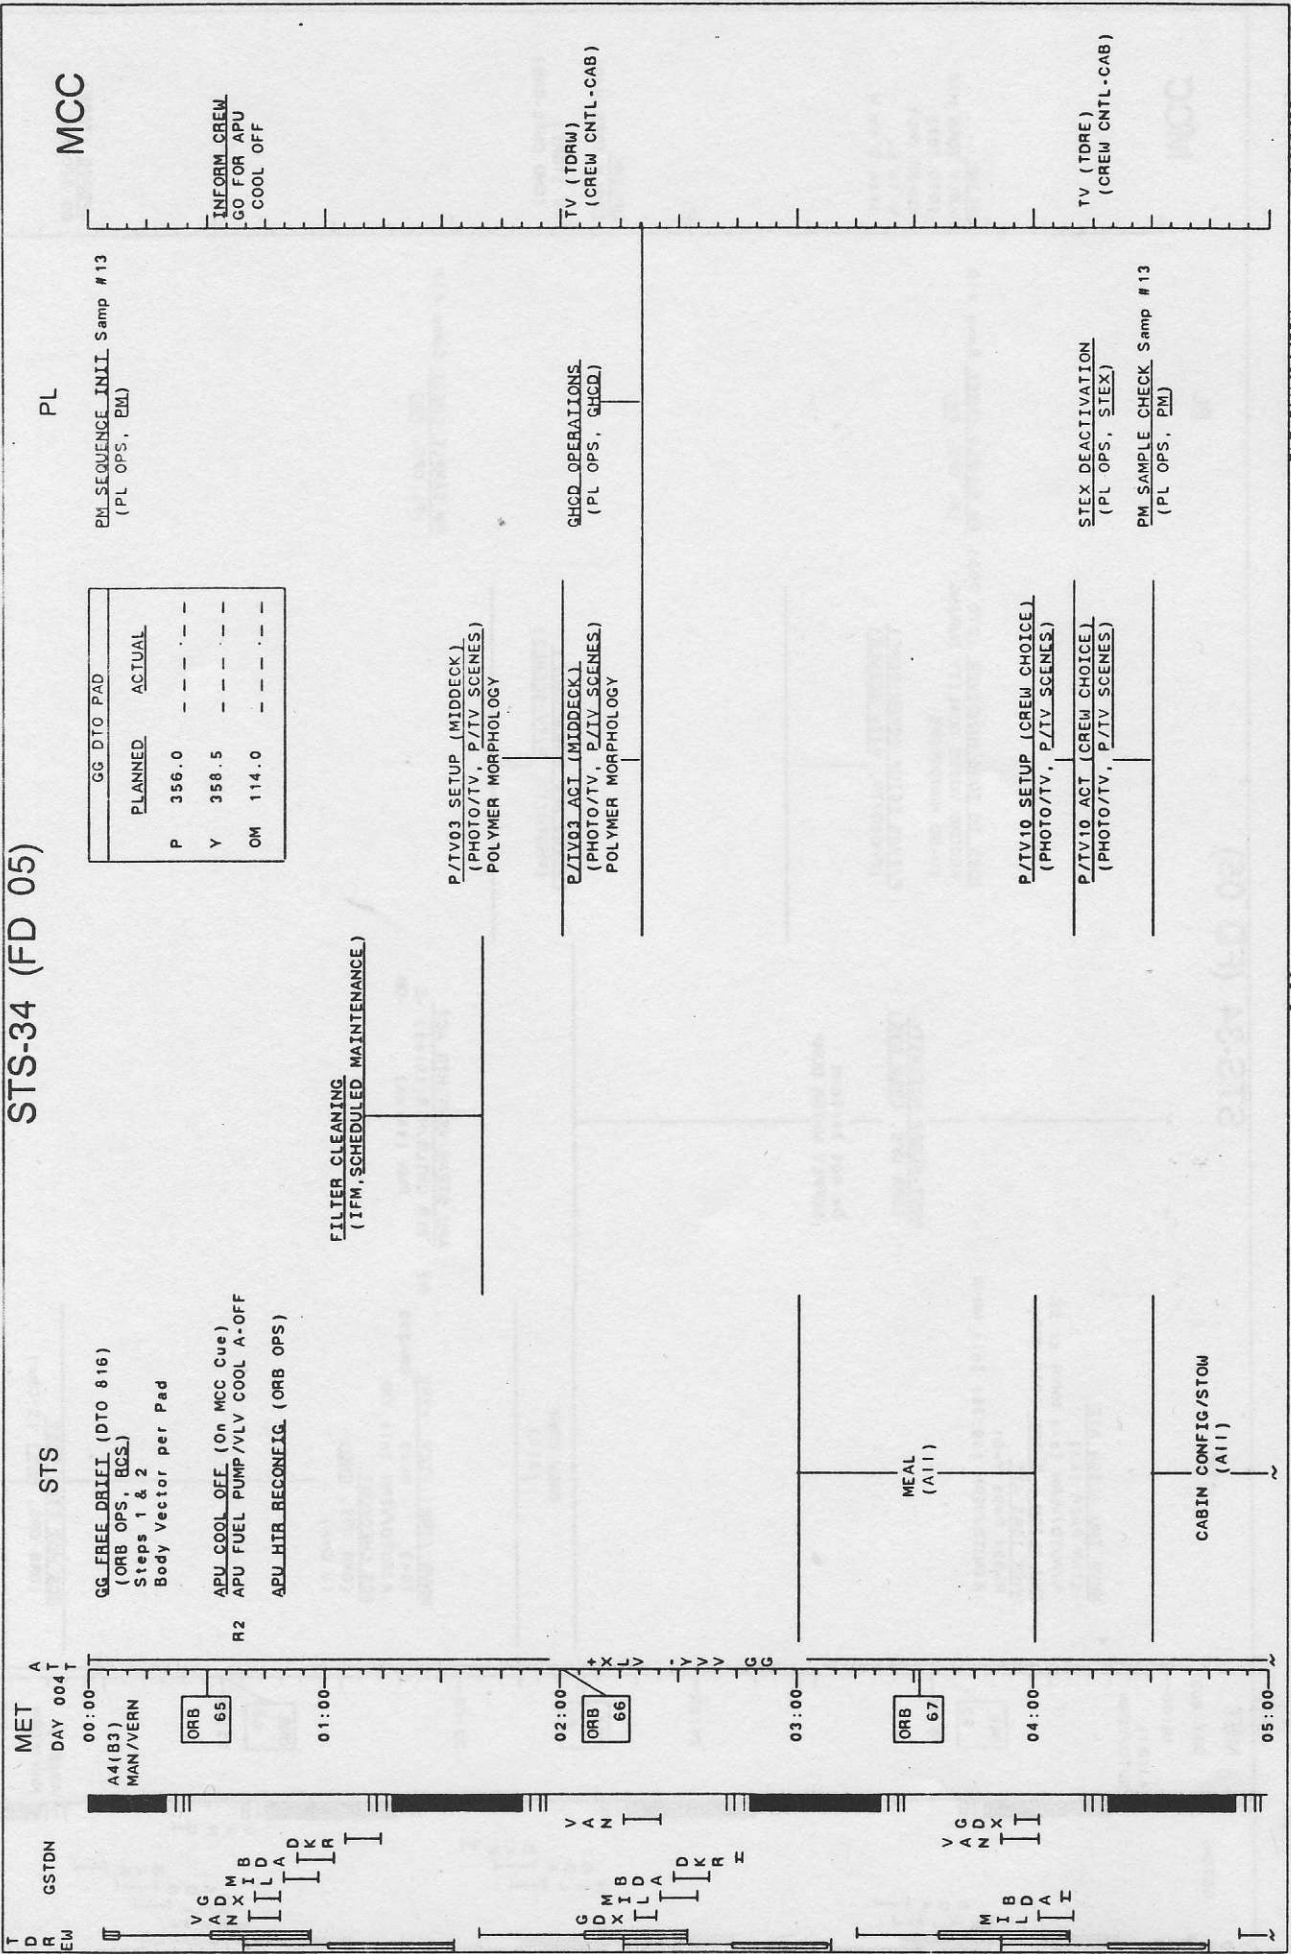 STS-34 (FD 05)
MET
DAY 004
A
T
T
STS
PL
MCC
T
D
R
EW
GSTDN
00:00
A4(B3)
MAN/VERN
ORB
65
01:00
02:00
ORB
66
03:00
ORB
67
04:00
05:00
+
X
L
V
-
Y
V
V
G
G
GG FREE DRIFT (DTO 816)
(ORB OPS, RCS)
Steps 1 & 2
Body Vector per Pad
APU COOL OFF (On MCC Cue)
R2 APU FUEL PUMP/VLV COOL A-OFF
APU HTR RECONFIG (ORB OPS)
FILTER CLEANING
(IFM,SCHEDULED MAINTENANCE)
MEAL
(All)
CABIN CONFIG/STOW
(All)
GG DTO PAD
PLANNED ACTUAL
P 356.0 _ _ _ . _
Y 358.5 _ _ _ . _
OM 114.0 _ _ _ . _
P/TV03 SETUP (MIDDECK)
(PHOTO/TV, P/TV SCENES)
POLYMER MORPHOLOGY
P/TV03 ACT (MIDDECK)
(PHOTO/TV, P/TV SCENES)
POLYMER MORPHOLOGY
P/TV10 SETUP (CREW CHOICE)
(PHOTO/TV, P/TV SCENES)
P/TV10 ACT (CREW CHOICE)
(PHOTO/TV, P/TV SCENES)
PM SEQUENCE INIT Samp #13
(PL OPS, PM)
GHCD OPERATIONS
(PL OPS, GHCD)
STEX DEACTIVATION
(PL OPS, STEX)
PM SAMPLE CHECK Samp #13
(PL OPS, PM)
INFORM CREW
GO FOR APU
COOL OFF
TV (TDRW)
(CREW CNTL-CAB)
TV (TDRE)
(CREW CNTL-CAB)
V G
A D
N X M
I B
L D
A D
K
R
V
A
N
G
D M
X I B
L D
A D
K
R
V G
A D
N X
M
I B
L D
A